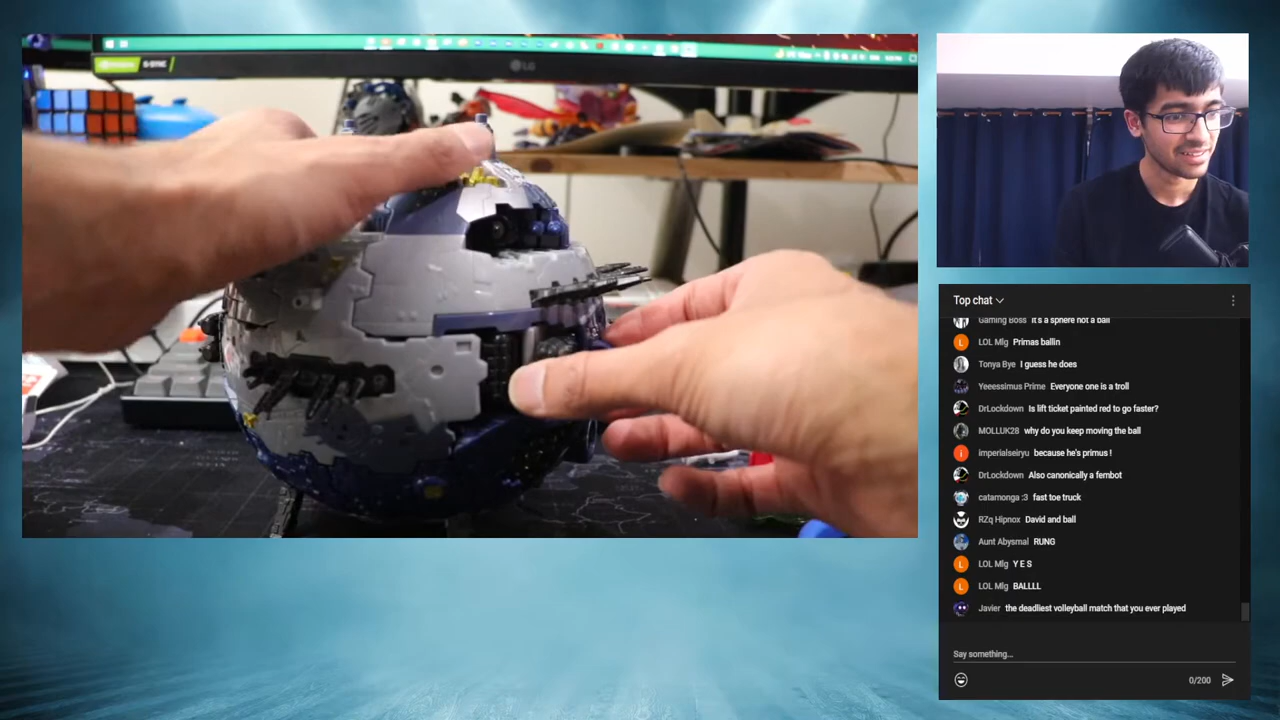 G-SYNC
LG
Top chat
Gaming Boss It's a sphere not a ball
LOL Mlg Primas ballin
Tonya Bye I guess he does
Yeeessimus Prime Everyone one is a troll
DrLockdown Is lift ticket painted red to go faster?
MOLLUK28 why do you keep moving the ball
imperialseiryu because he's primus !
DrLockdown Also canonically a fembot
catamonga :3 fast toe truck
RZq Hipnox David and ball
Aunt Abysmal RUNG
LOL Mlg Y E S
LOL Mlg BALLLL
Javier the deadliest volleyball match that you ever played
Say something...
0/200